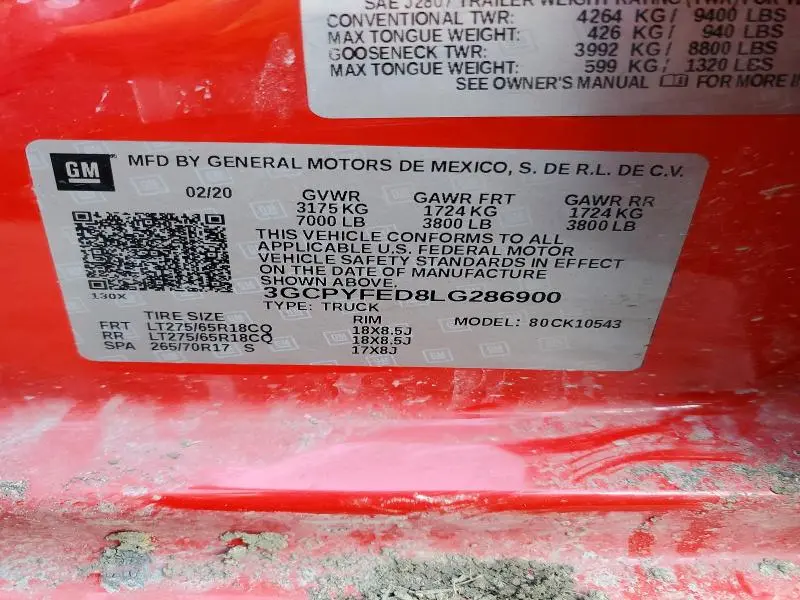 SAE J2807 TRAILER WEIGHT RATING (TWR) FOR
CONVENTIONAL TWR: 4264 KG/ 9400 LBS
MAX TONGUE WEIGHT: 426 KG/ 940 LBS
GOOSENECK TWR: 3992 KG/ 8800 LBS
MAX TONGUE WEIGHT: 599 KG/ 1320 LBS
SEE OWNER'S MANUAL FOR MORE
GM MFD BY GENERAL MOTORS DE MEXICO, S. DE R.L. DE C.V.
02/20 GVWR GAWR FRT GAWR RR
3175 KG 1724 KG 1724 KG
7000 LB 3800 LB 3800 LB
THIS VEHICLE CONFORMS TO ALL
APPLICABLE U.S. FEDERAL MOTOR
VEHICLE SAFETY STANDARDS IN EFFECT
ON THE DATE OF MANUFACTURE
SHOWN ABOVE.
130X 3GCPYFED8LG286900
TYPE: TRUCK
TIRE SIZE RIM MODEL: 80CK10543
FRT LT275/65R18CQ 18X8.5J
RR LT275/65R18CQ 18X8.5J
SPA 265/70R17 S 17X8J